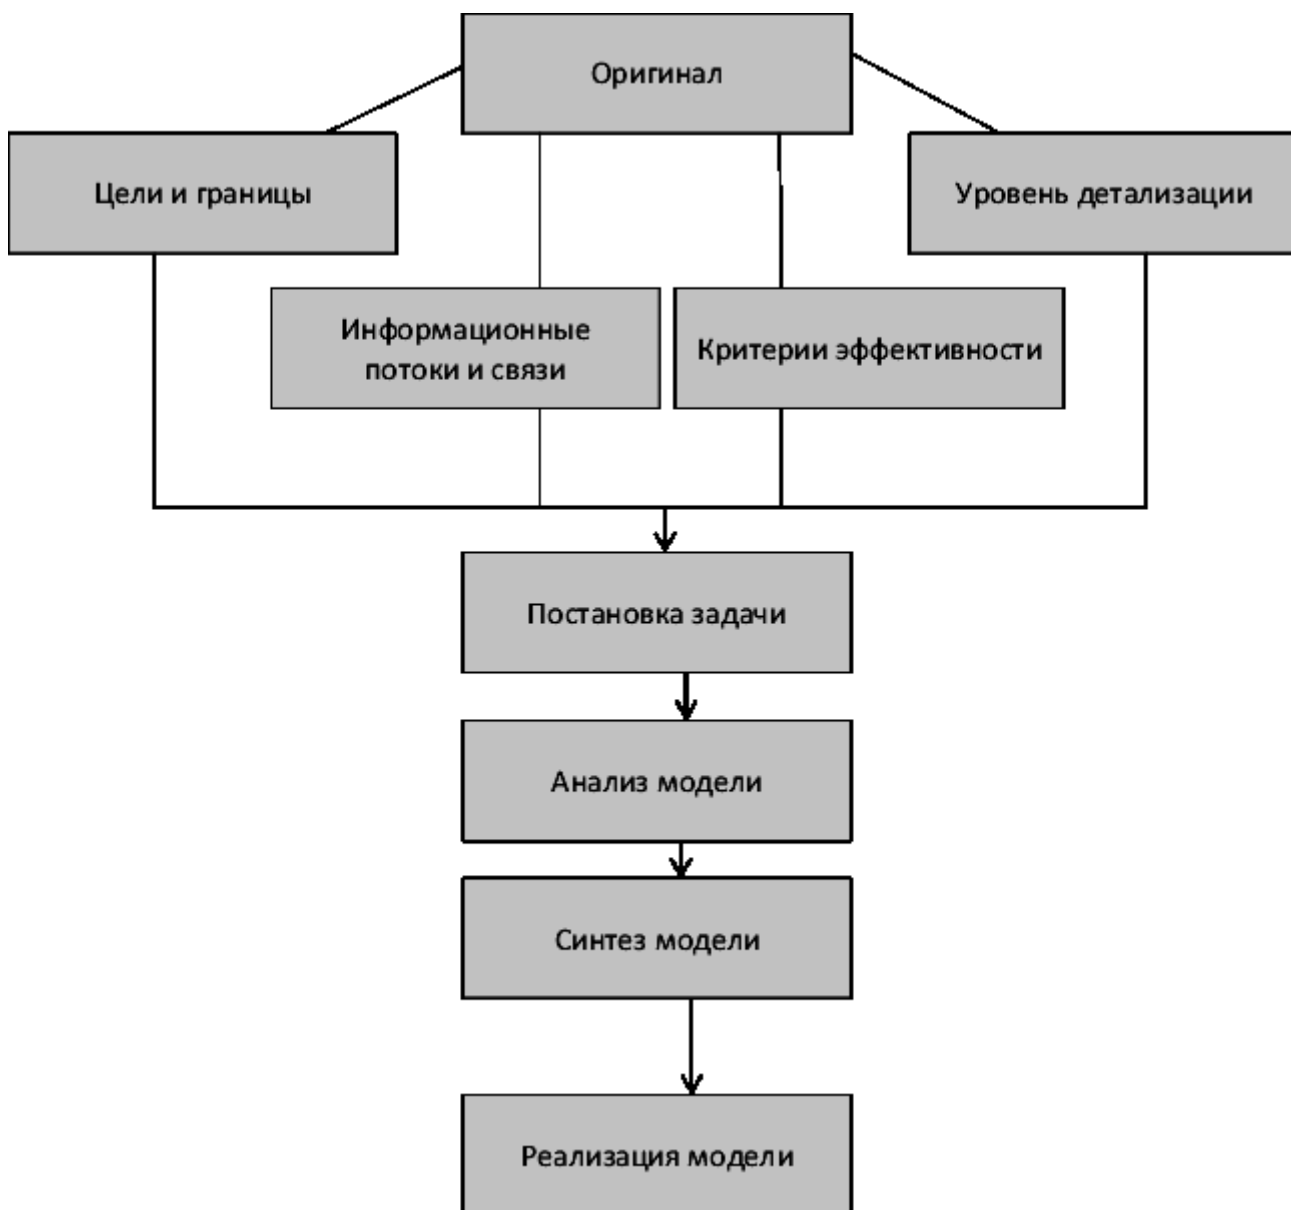 Оригинал
Цели и границы
Уровень детализации
Информационные
потоки и связи
Критерии эффективности
Постановка задачи
Анализ модели
Синтез модели
Реализация модели